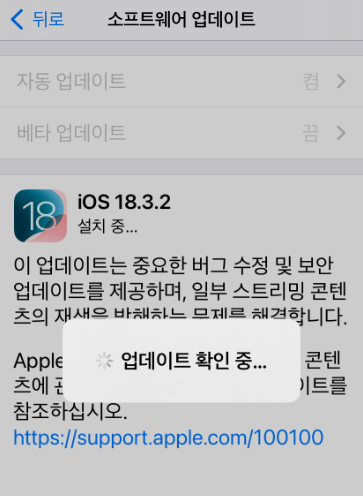 뒤로 소프트웨어 업데이트
자동 업데이트 켬
베타 업데이트 끔
iOS 18.3.2
18
설치 중...
이 업데이트는 중요한 버그 수정 및 보안
업데이트를 제공하며, 일부 스트리밍 콘텐
츠의 재생을 방해하는 문제를 해결합니다.
업데이트 확인 중...
Apple 콘텐
츠에 관 이트를
참조하십시오.
https://support.apple.com/100100